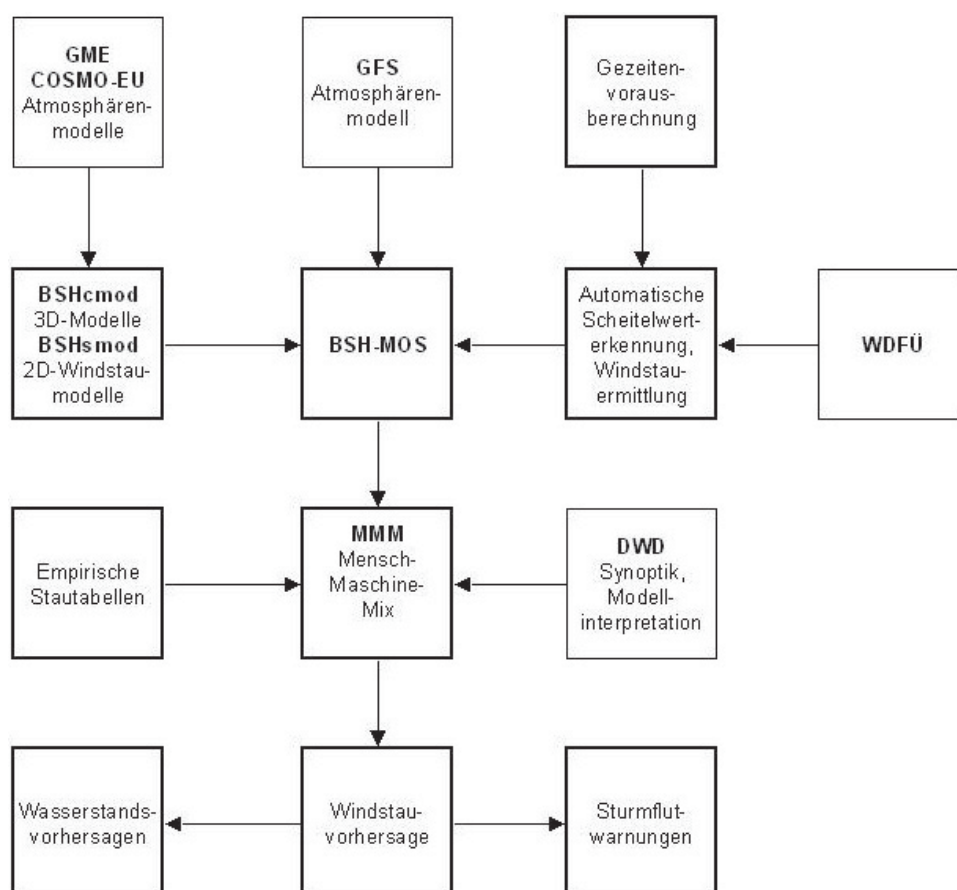 GME
COSMO-EU
Atmosphären-
modelle
GFS
Atmosphären-
modell
Gezeiten-
voraus-
berechnung
BSHcmod
3D-Modelle
BSHsmod
2D-Windstau-
modelle
BSH-MOS
Automatische
Scheitelwert-
erkennung,
Windstau-
ermittlung
WDFÜ
Empirische
Stautabellen
MMM
Mensch-
Maschine-
Mix
DWD
Synoptik,
Modell-
interpretation
Wasserstands-
vorhersagen
Windstau-
vorhersage
Sturmflut-
warnungen